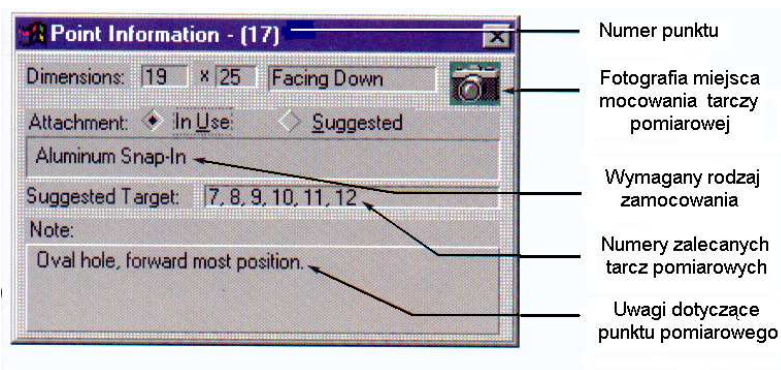 Point Information - (17)
Numer punktu
Dimensions: 19 x 25 Facing Down
Fotografia miejsca
mocowania tarczy
pomiarowej
Attachment: In Use: Suggested
Aluminum Snap-In
Wymagany rodzaj
zamocowania
Suggested Target: 7, 8, 9, 10, 11, 12
Numery zalecanych
tarcz pomiarowych
Note:
Oval hole, forward most position.
Uwagi dotyczące
punktu pomiarowego